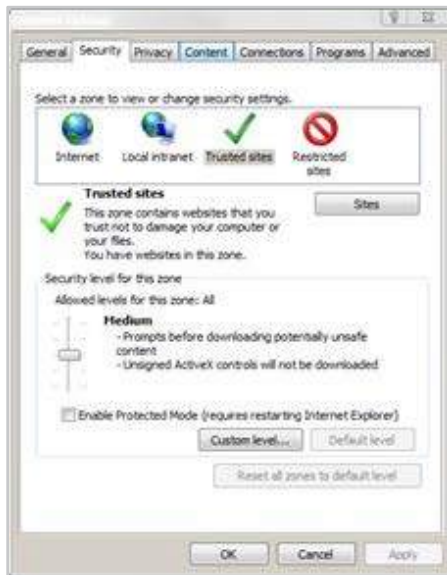 General Security Privacy Content Connections Programs Advanced
Select a zone to view or change security settings.
Internet Local intranet Trusted sites Restricted sites
Trusted sites
Sites
This zone contains websites that you
trust not to damage your computer or
your files.
You have websites in this zone.
Security level for this zone
Allowed levels for this zone: All
Medium
- Prompts before downloading potentially unsafe
content
- Unsigned ActiveX controls will not be downloaded
Enable Protected Mode (requires restarting Internet Explorer)
Custom level... Default level
Reset all zones to default level
OK Cancel Apply